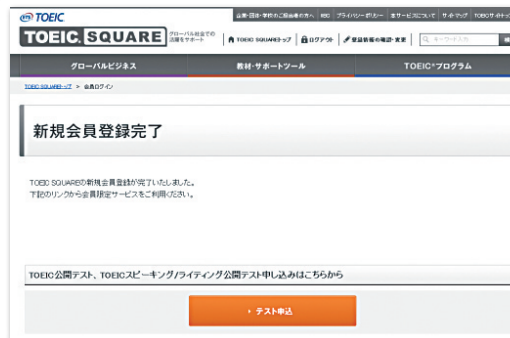 TOEIC
企業・団体・学校のご担当者の方へ IIBC プライバシーポリシー 本サービスについて サイトマップ
TOEIC SQUARE グローバル社会での
活躍をサポート
TOEIC SQUAREトップ ログアウト 登録情報の確認・変更 キーワード入力
グローバルビジネス 教材・サポートツール TOEIC®プログラム
TOEIC SQUAREトップ > 会員ログイン
新規会員登録完了
TOEIC SQUAREの新規会員登録が完了いたしました。
下記のリンクから会員限定サービスをご利用ください。
TOEIC公開テスト、TOEICスピーキング/ライティング公開テスト申し込みはこちらから
テスト申込